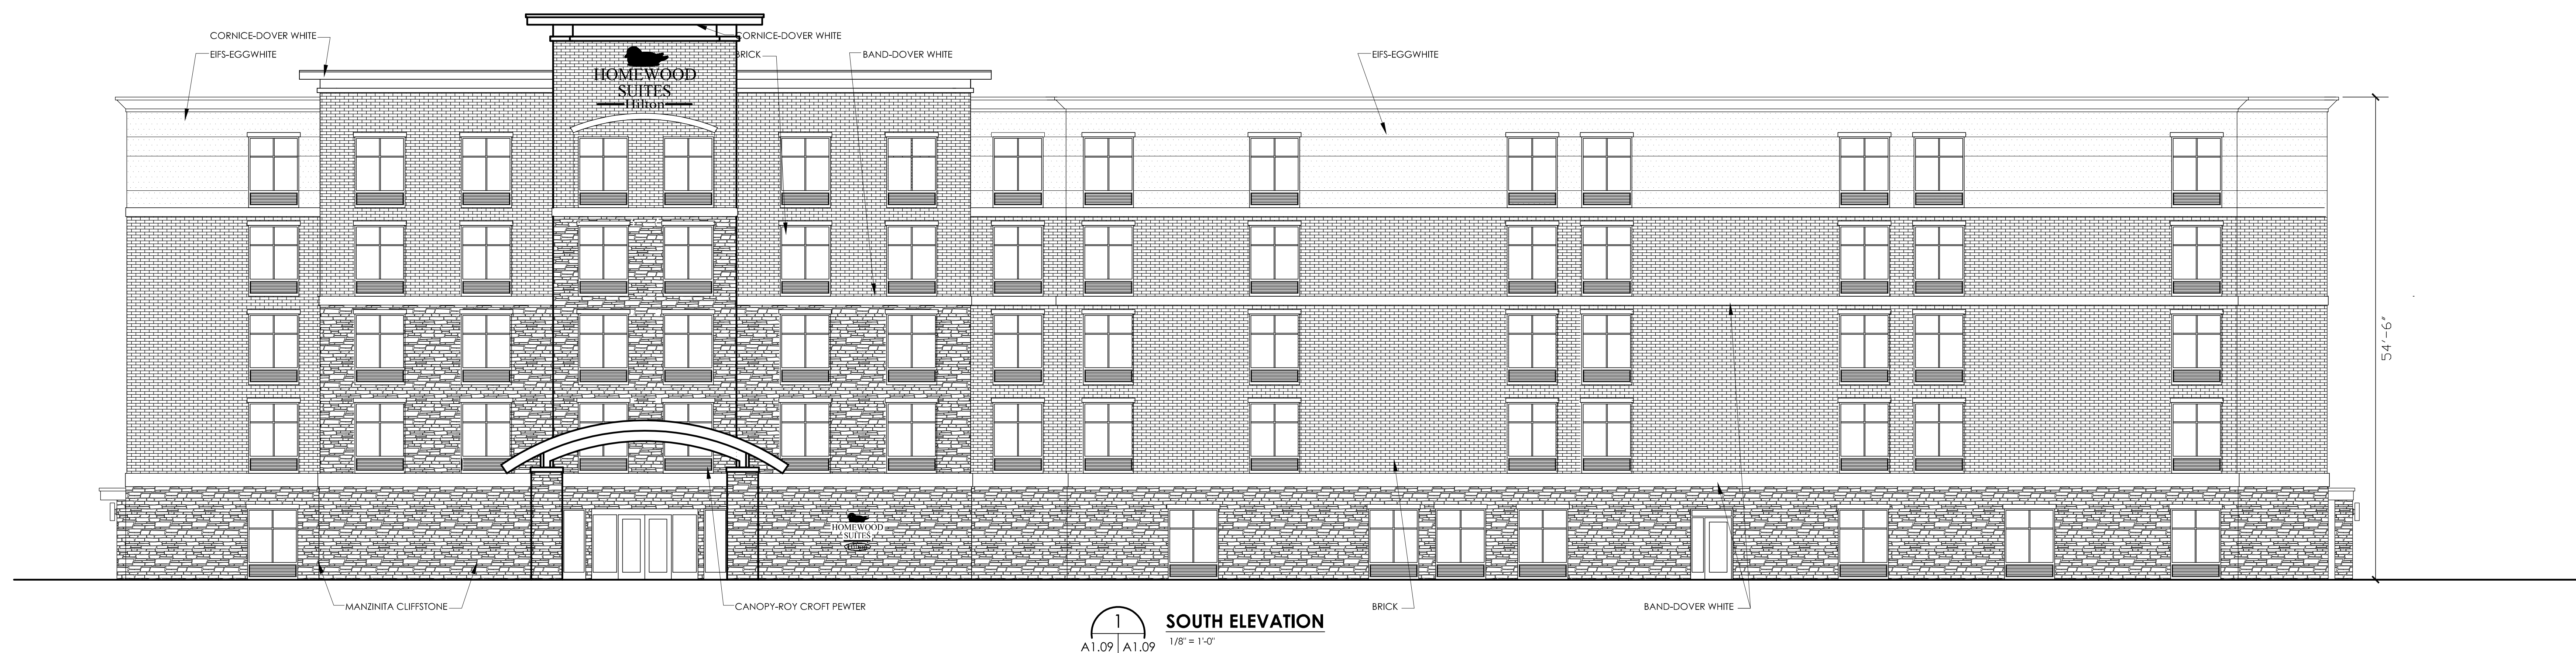 CORNICE-DOVER WHITE
EIFS-EGGWHITE
CORNICE-DOVER WHITE
BRICK
BAND-DOVER WHITE
EIFS-EGGWHITE
HOMEWOOD
SUITES
Hilton
54'-6"
HOMEWOOD
SUITES
Hilton
MANZINITA CLIFFSTONE
CANOPY-ROY CROFT PEWTER
BRICK
BAND-DOVER WHITE
1
A1.09 A1.09
SOUTH ELEVATION
1/8" = 1'-0"